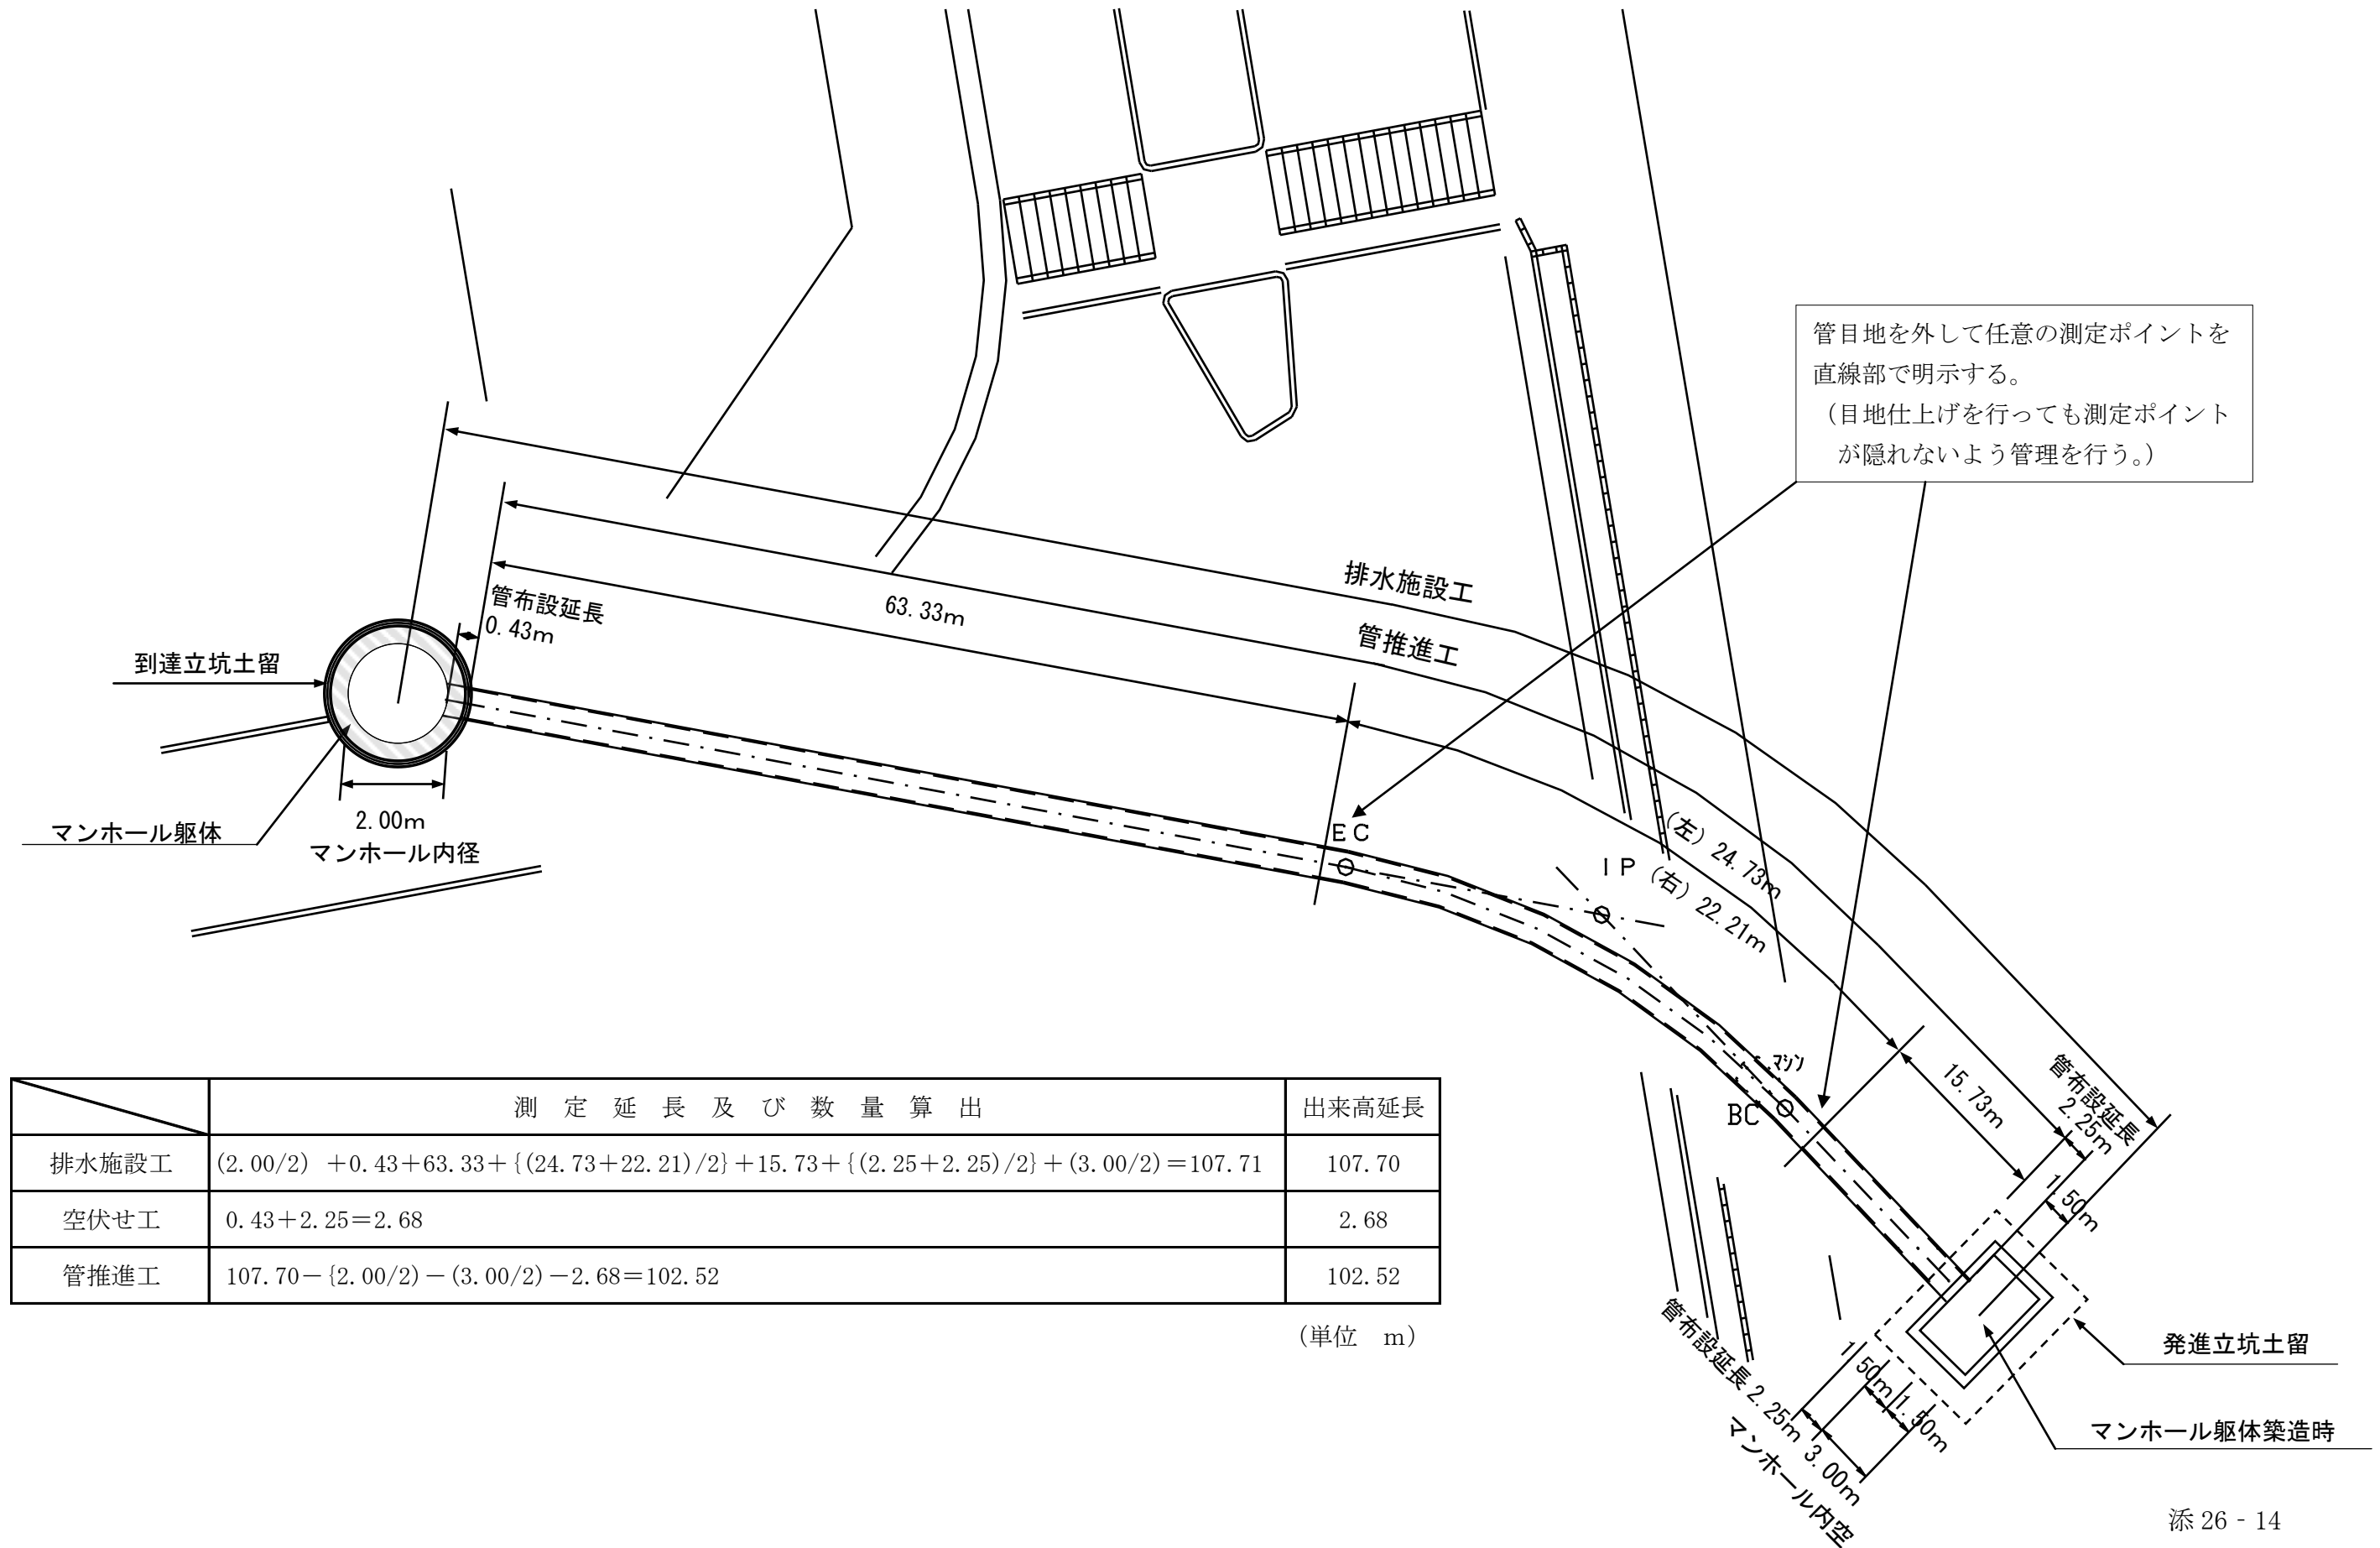 管目地を外して任意の測定ポイントを
直線部で明示する。
（目地仕上げを行っても測定ポイント
が隠れないよう管理を行う。）
排水施設工
管推進工
63.33m
管布設延長
0.43m
到達立坑土留
マンホール躯体
2.00m
マンホール内径
EC
IP
（左）24.73m
（右）22.21m
マシン
BC
15.73m
管布設延長
2.25m
1.50m
測定延長及び数量算出
出来高延長
排水施設工
(2.00/2) +0.43+63.33+{(24.73+22.21)/2}+15.73+{(2.25+2.25)/2}+(3.00/2)=107.71
107.70
空伏せ工
0.43+2.25=2.68
2.68
管推進工
107.70-{2.00/2)-(3.00/2)-2.68=102.52
102.52
（単位　m）
管布設延長 2.25m
1.50m
1.50m
3.00m
マンホール内空
発進立坑土留
マンホール躯体築造時
添 26 - 14